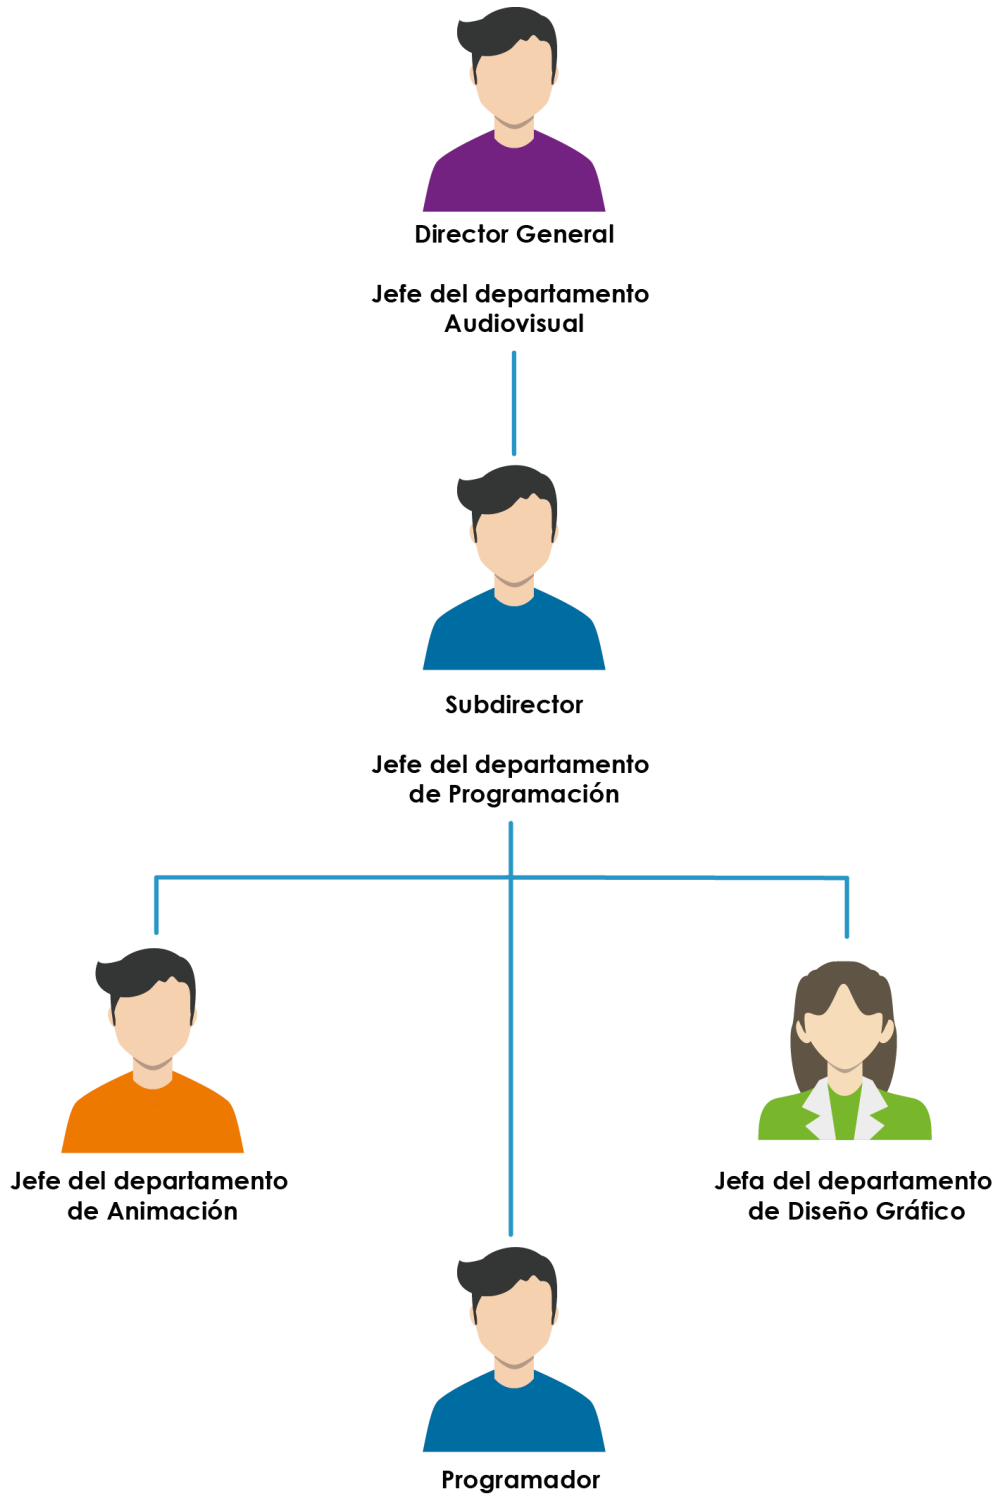 Director General
Jefe del departamento
Audiovisual
Subdirector
Jefe del departamento
de Programación
Jefe del departamento
de Animación
Jefa del departamento
de Diseño Gráfico
Programador